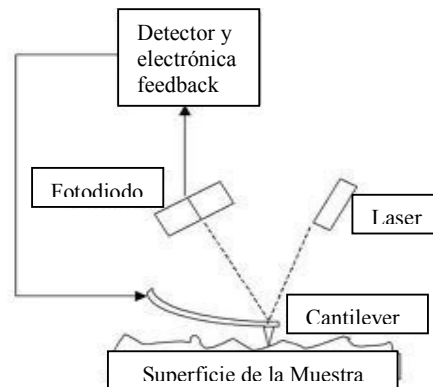 Detector y
electrónica
feedback
Fotodiodo
Laser
Cantilever
Superficie de la Muestra